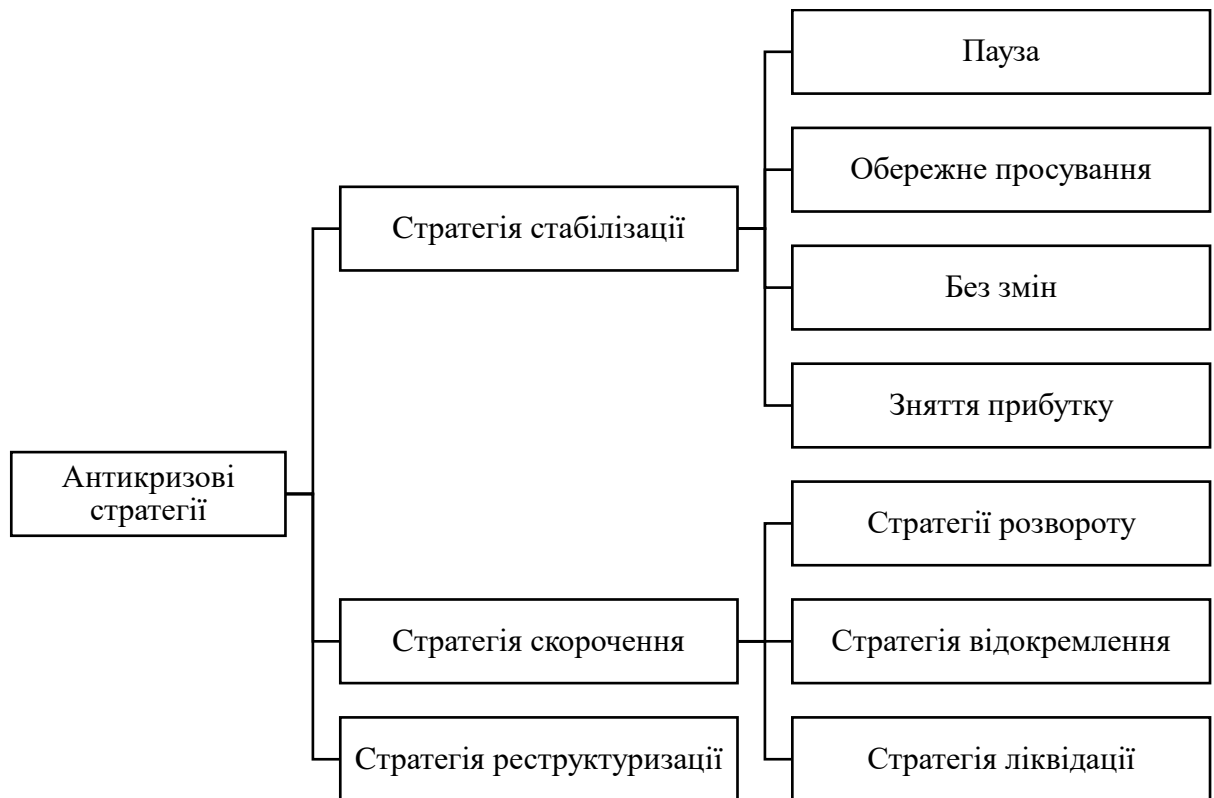 Антикризові
стратегії
Стратегія стабілізації
Пауза
Обережне просування
Без змін
Зняття прибутку
Стратегія скорочення
Стратегії розвороту
Стратегія відокремлення
Стратегія ліквідації
Стратегія реструктуризації